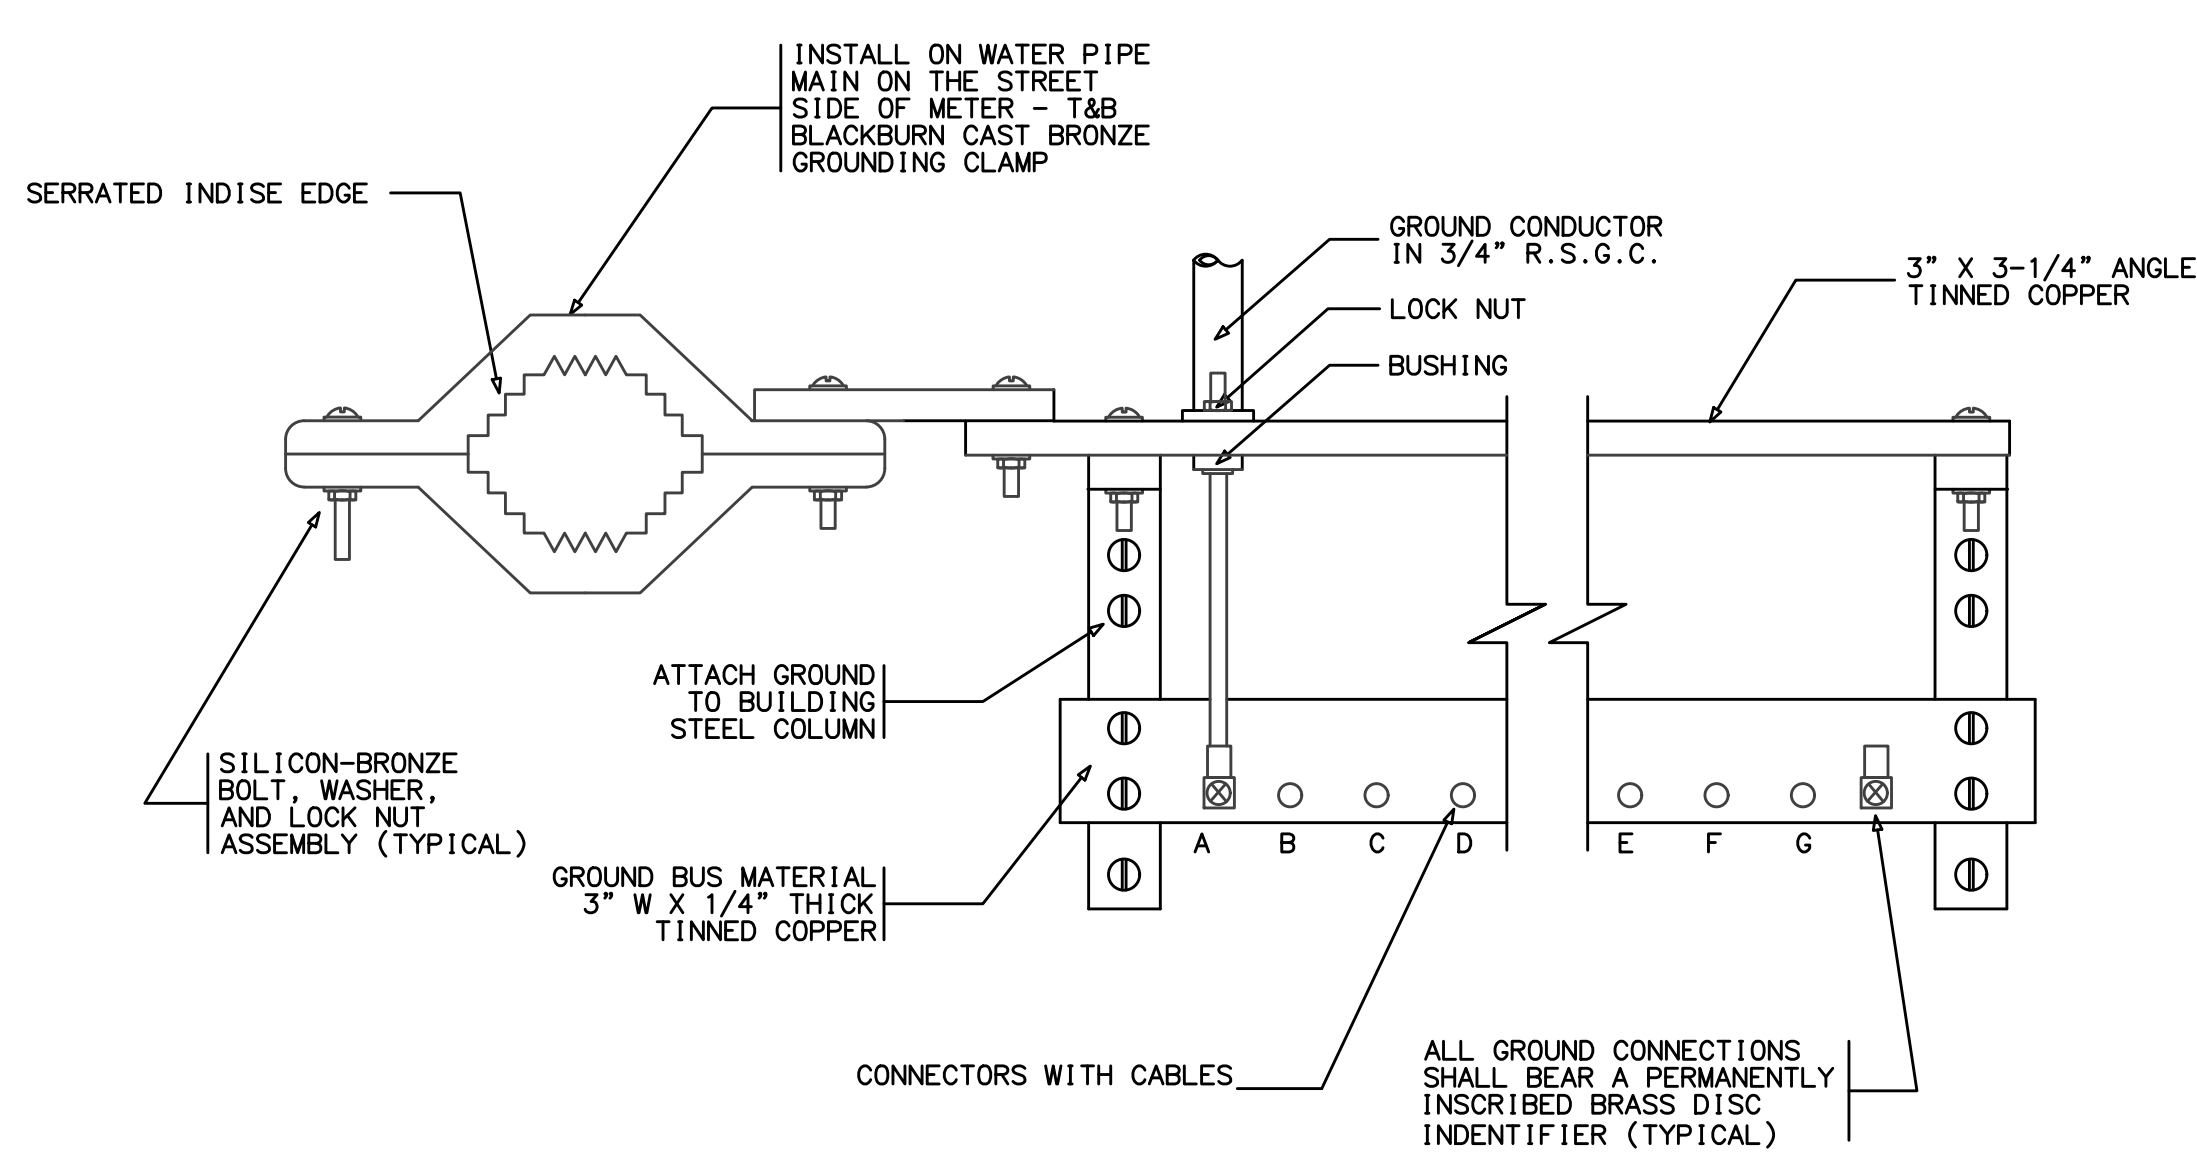 INSTALL ON WATER PIPE
MAIN ON THE STREET
SIDE OF METER - T&B
BLACKBURN CAST BRONZE
GROUNDING CLAMP
SERRATED INDISE EDGE
GROUND CONDUCTOR
IN 3/4" R.S.G.C.
LOCK NUT
BUSHING
3" X 3-1/4" ANGLE
TINNED COPPER
ATTACH GROUND
TO BUILDING
STEEL COLUMN
SILICON-BRONZE
BOLT, WASHER,
AND LOCK NUT
ASSEMBLY (TYPICAL)
GROUND BUS MATERIAL
3" W X 1/4" THICK
TINNED COPPER
A B C D E F G
CONNECTORS WITH CABLES
ALL GROUND CONNECTIONS
SHALL BEAR A PERMANENTLY
INSCRIBED BRASS DISC
INDENTIFIER (TYPICAL)